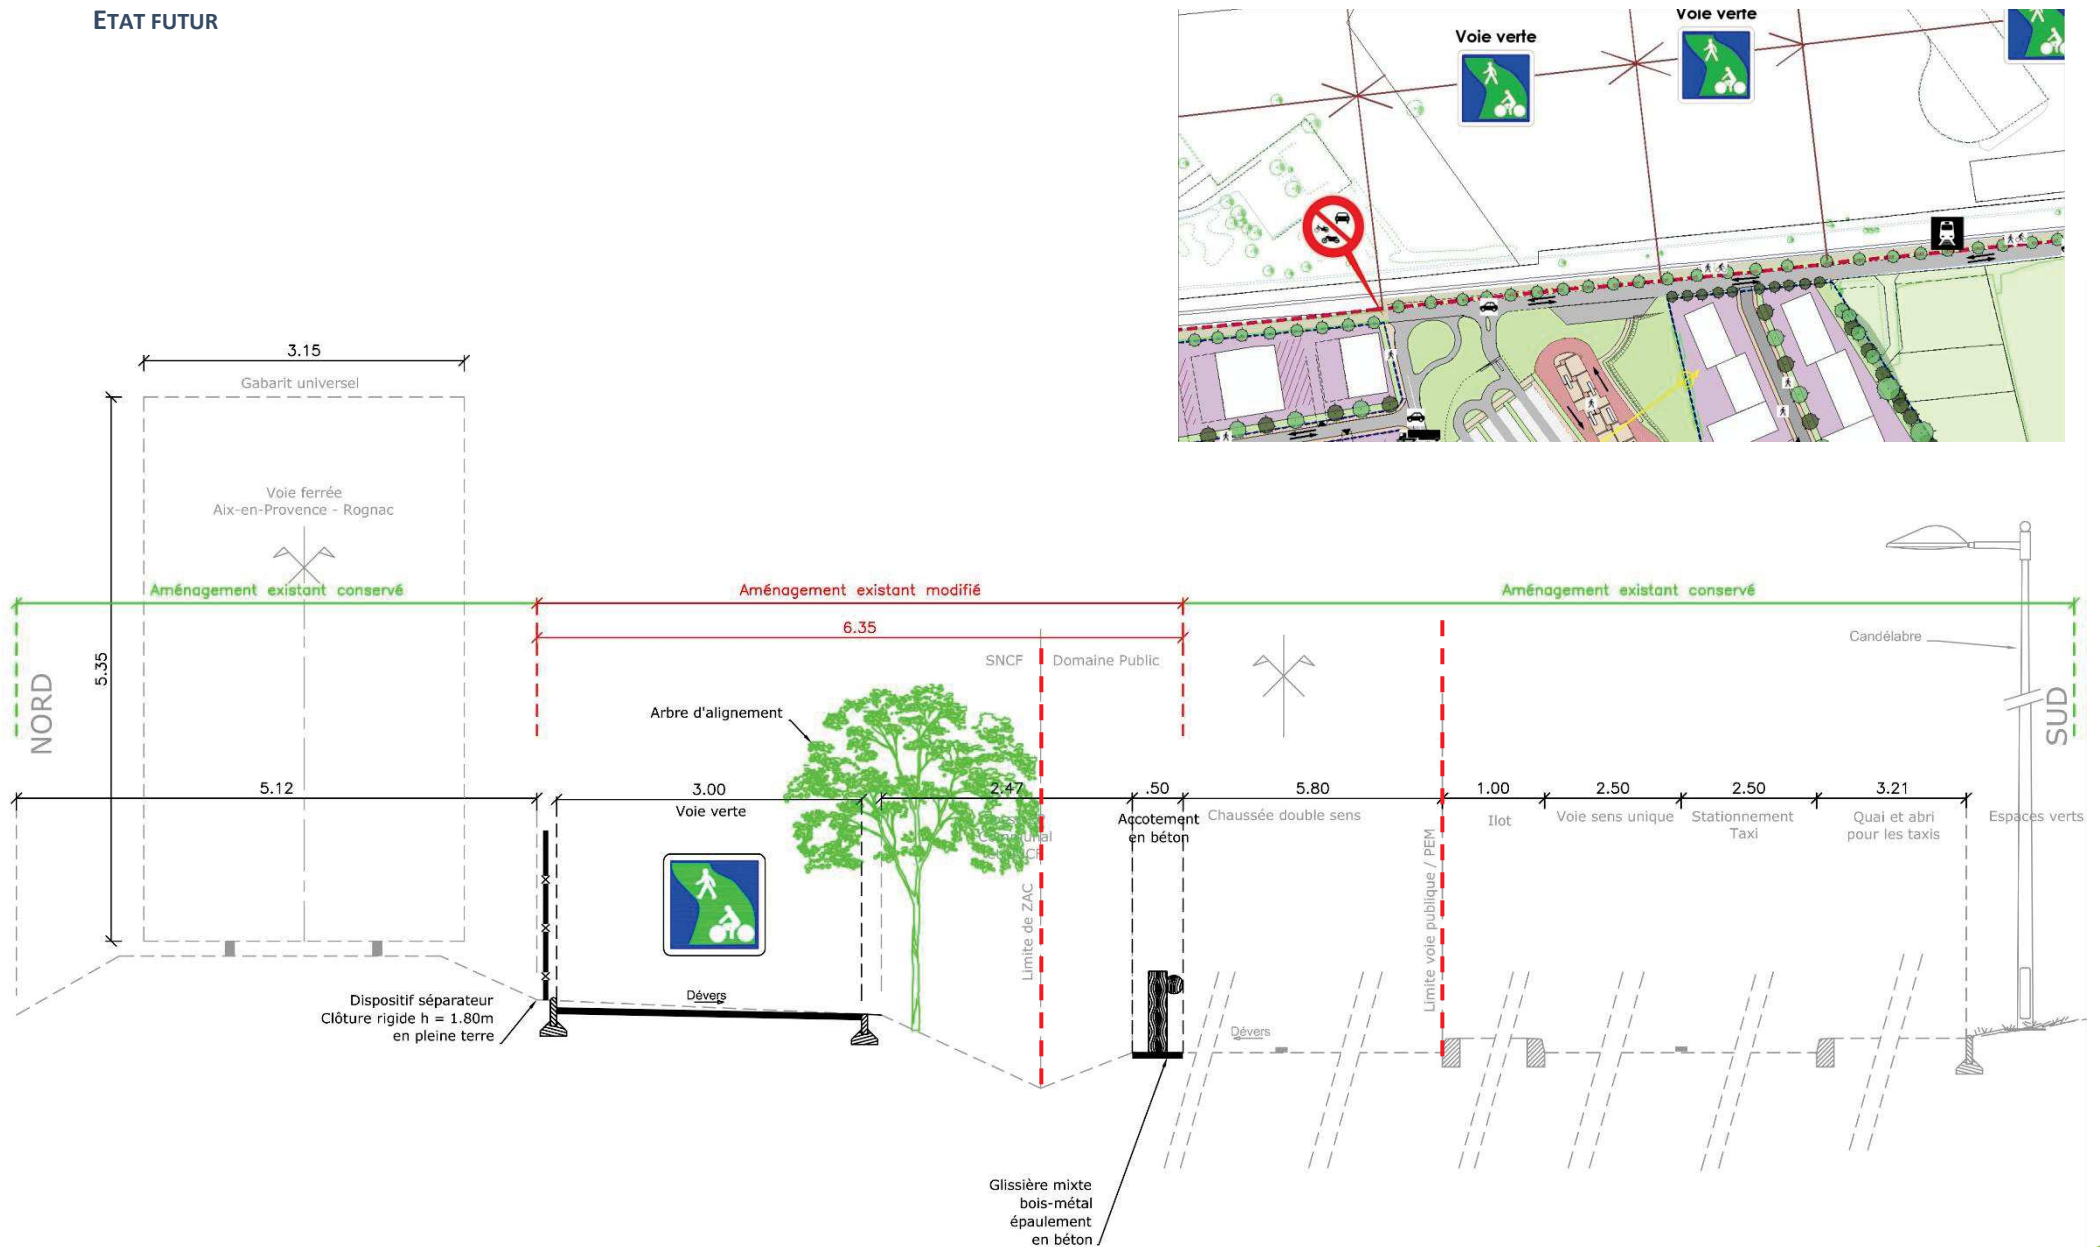 ETAT FUTUR
Voie verte
Voie verte
3.15
Gabarit universel
Voie ferrée
Aix-en-Provence - Rognac
Aménagement existant conservé
Aménagement existant modifié
Aménagement existant conservé
6.35
5.35
NORD
SNCF
Domaine Public
Candélabre
SUD
Arbre d'alignement
5.12
3.00
2.47
.50
5.80
1.00
2.50
2.50
3.21
Voie verte
Accotement
en béton
Chaussée double sens
Ilot
Voie sens unique
Stationnement
Taxi
Quai et abri
pour les taxis
Espaces verts
Limite de ZAC
Limite voie publique / PEM
Dispositif séparateur
Clôture rigide h = 1.80m
en pleine terre
Dévers
Dévers
Glissière mixte
bois-métal
épaulement
en béton